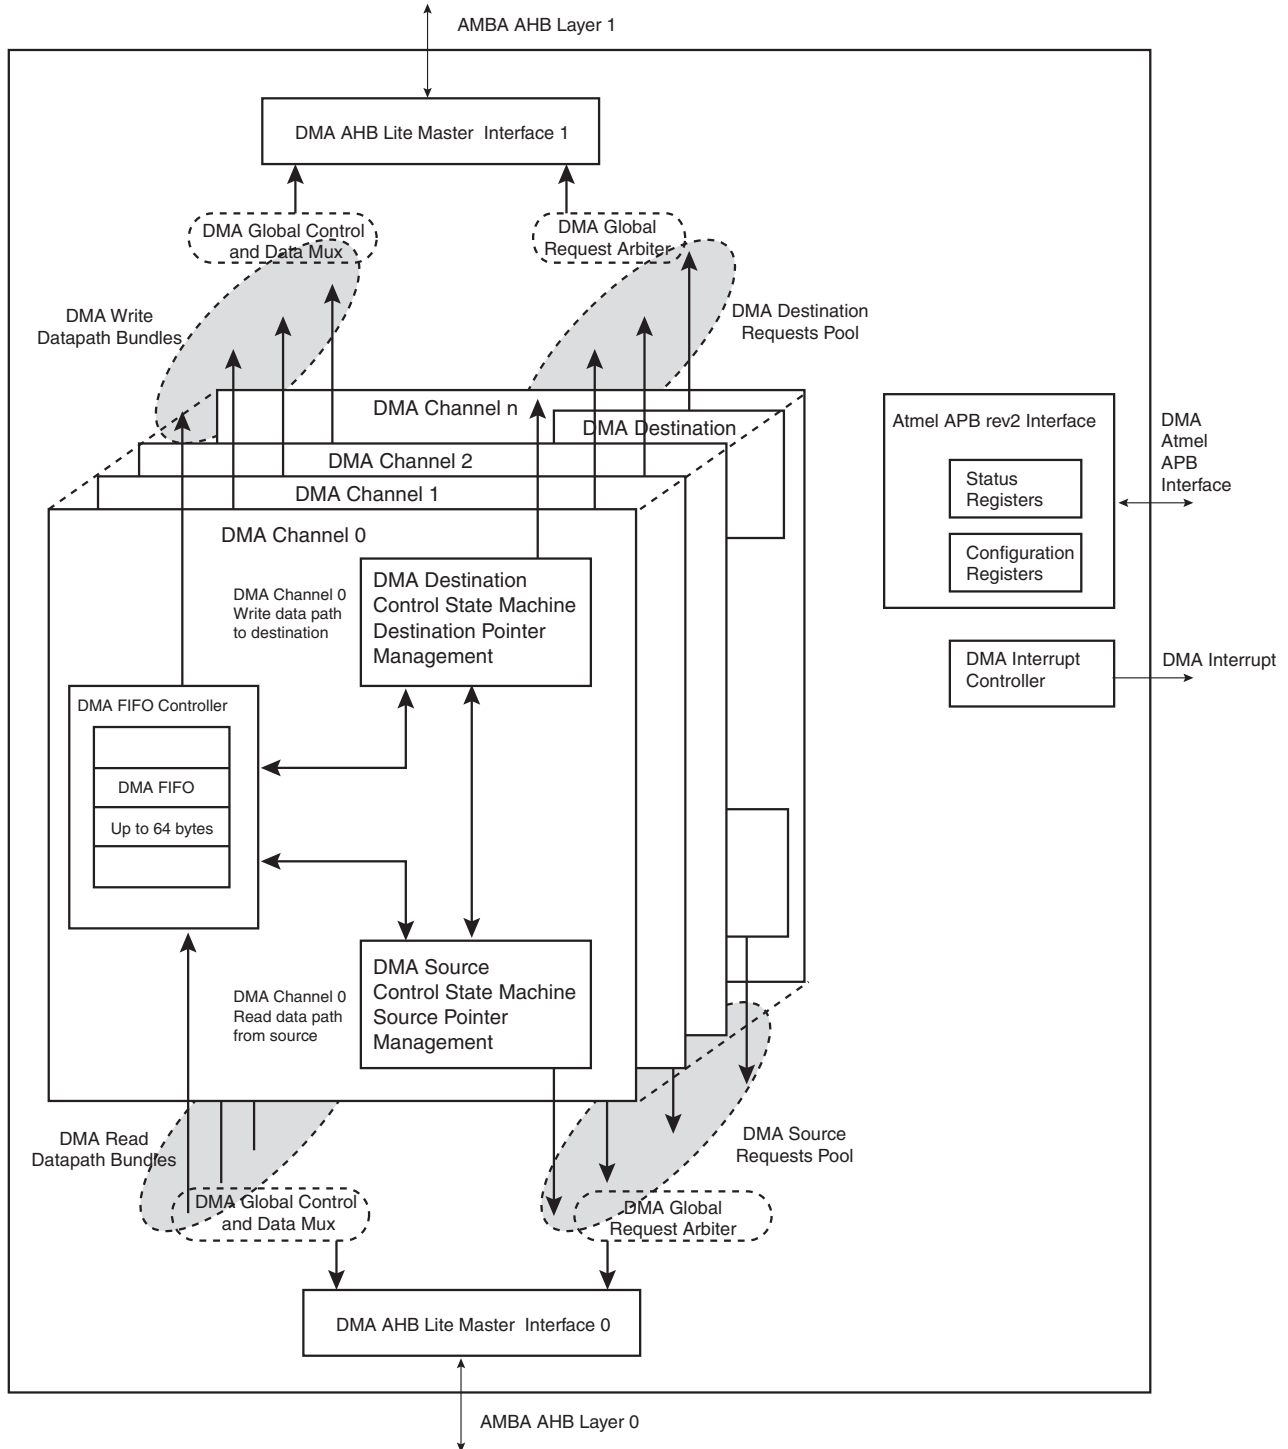 AMBA AHB Layer 1
DMA AHB Lite Master Interface 1
DMA Global Control
and Data Mux
DMA Global
Request Arbiter
DMA Write
Datapath Bundles
DMA Destination
Requests Pool
DMA Channel n
DMA Destination
DMA Channel 2
DMA Channel 1
DMA Channel 0
Atmel APB rev2 Interface
Status
Registers
Configuration
Registers
DMA
Atmel
APB
Interface
DMA Channel 0
Write data path
to destination
DMA Destination
Control State Machine
Destination Pointer
Management
DMA Interrupt
Controller
DMA Interrupt
DMA FIFO Controller
DMA FIFO
Up to 64 bytes
DMA Channel 0
Read data path
from source
DMA Source
Control State Machine
Source Pointer
Management
DMA Read
Datapath Bundles
DMA Source
Requests Pool
DMA Global Control
and Data Mux
DMA Global
Request Arbiter
DMA AHB Lite Master Interface 0
AMBA AHB Layer 0